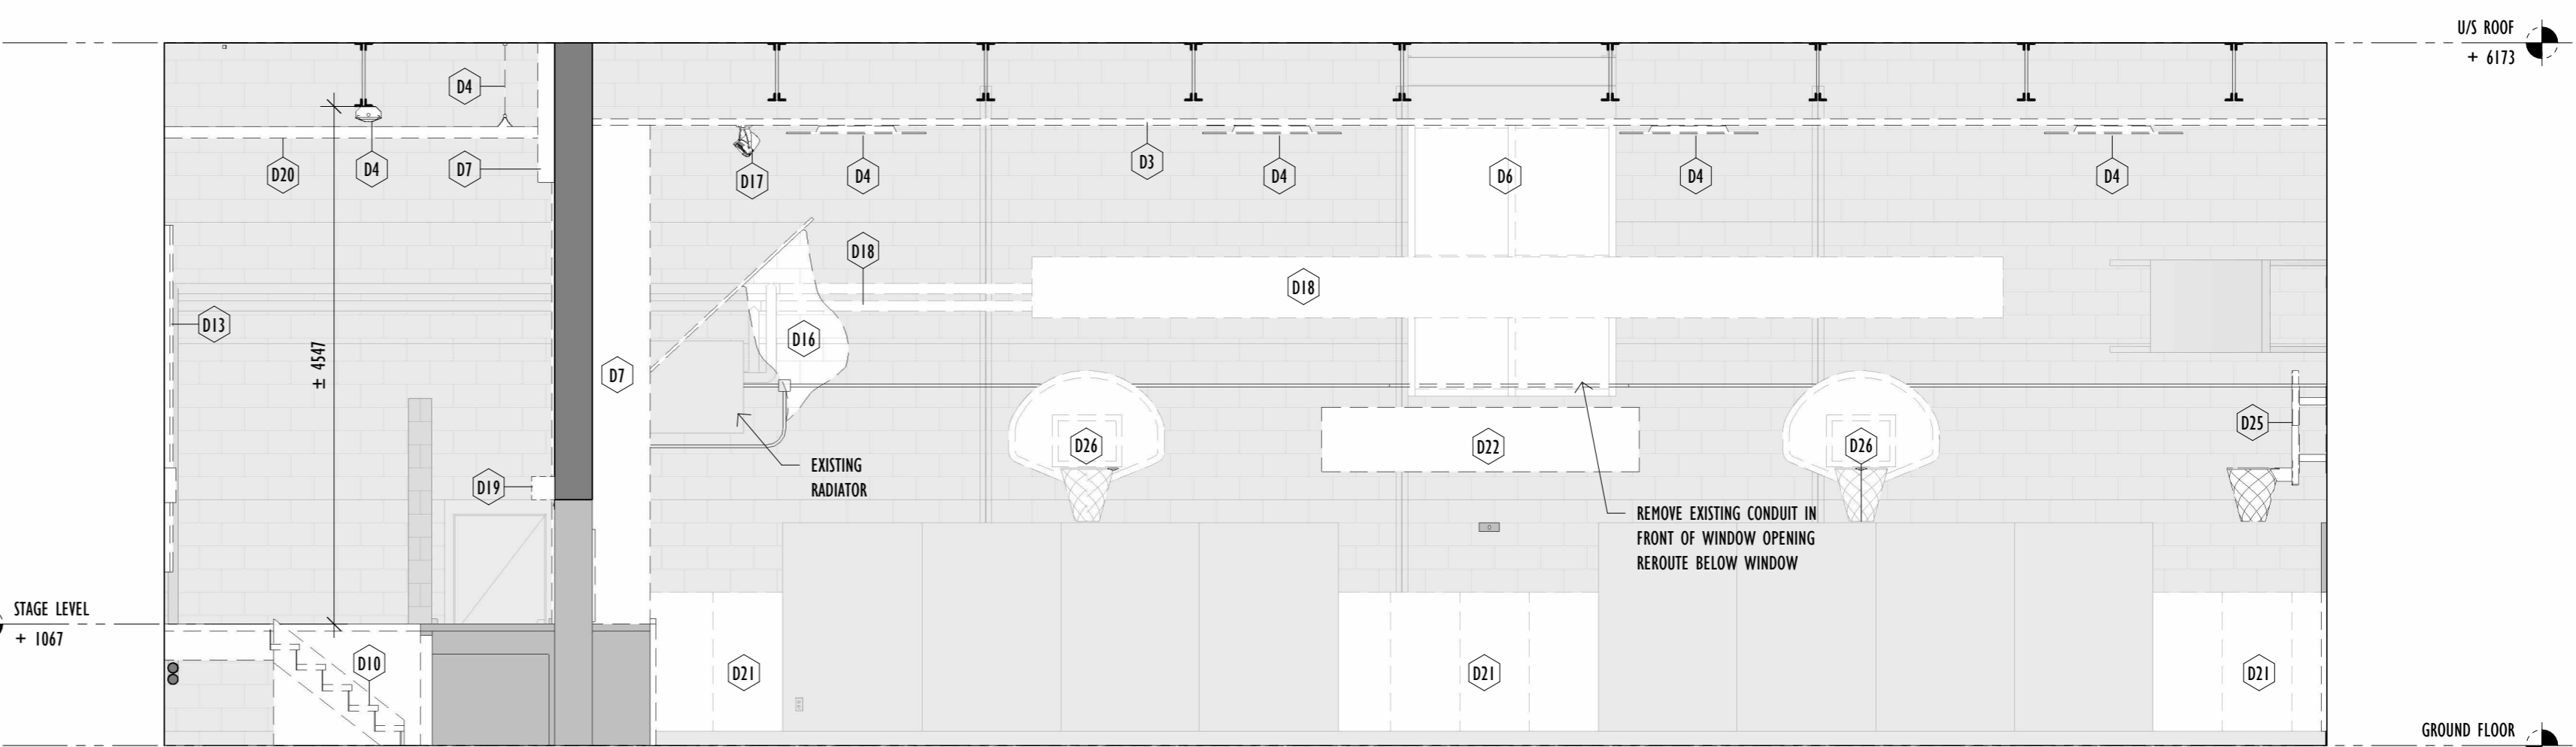 U/S ROOF
+ 6173
D4
D20
D4
D7
D17
D4
D3
D4
D6
D4
D4
D18
D18
D13
D16
± 4547
D7
D26
D22
D26
D25
EXISTING
RADIATOR
D19
REMOVE EXISTING CONDUIT IN
FRONT OF WINDOW OPENING
REROUTE BELOW WINDOW
STAGE LEVEL
+ 1067
D10
D21
D21
D21
GROUND FLOOR